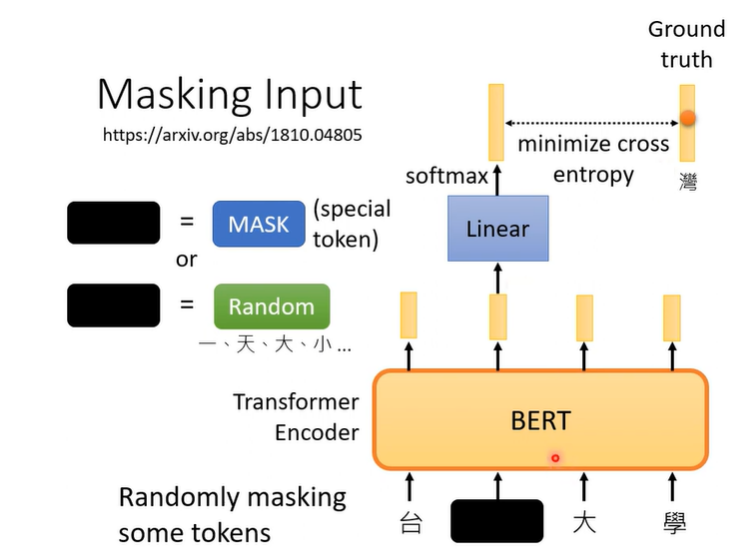 Ground
truth
Masking Input
https://arxiv.org/abs/1810.04805
minimize cross
entropy
softmax
灣
Linear
= MASK (special
token)
or
= Random
一、天、大、小 ...
Transformer
Encoder
BERT
Randomly masking
some tokens
台 大 學